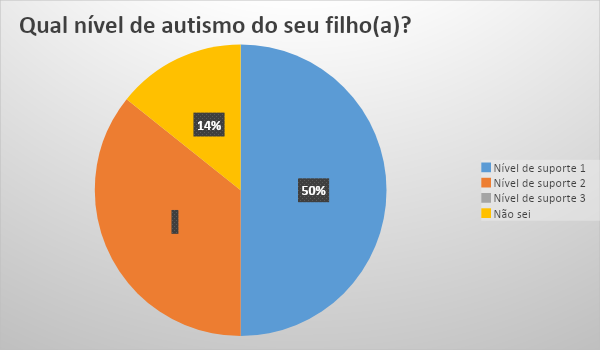 Qual nível de autismo do seu filho(a)?
14%
50%
Nível de suporte 1
Nível de suporte 2
Nível de suporte 3
Não sei